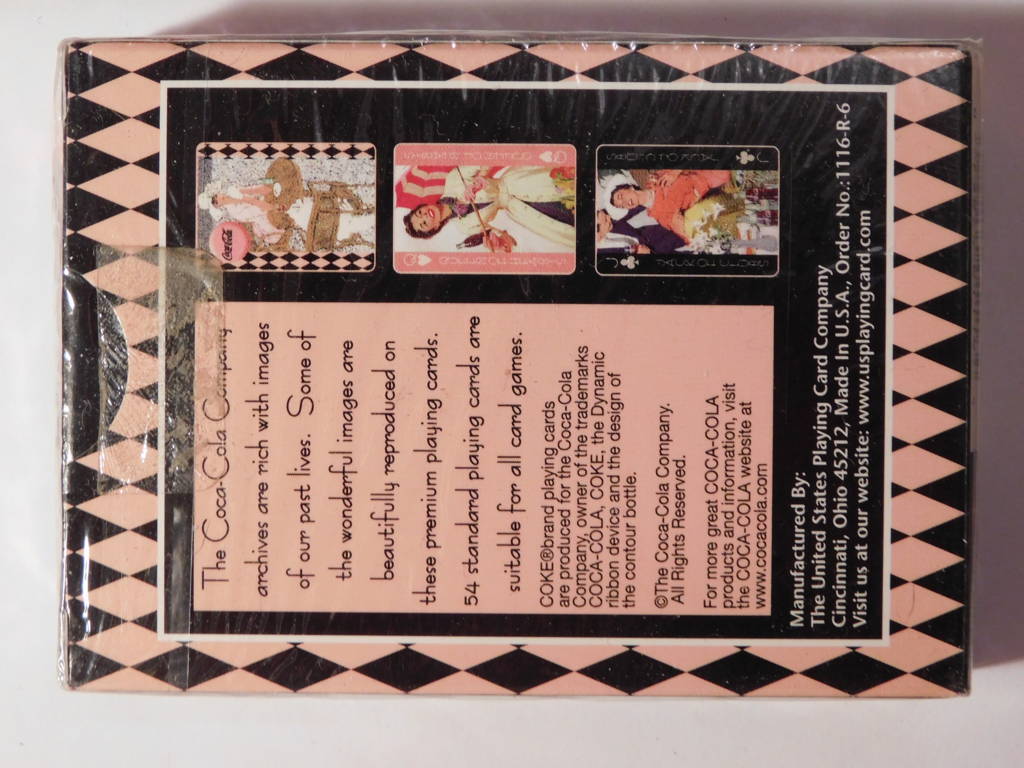 The Coca-Cola Company
archives are rich with images
of our past lives. Some of
the wonderful images are
beautifully reproduced on
these premium playing cards.
54 standard playing cards are
suitable for all card games.
COKE®brand playing cards
are produced for the Coca-Cola
Company, owner of the trademarks
COCA-COLA, COKE, the Dynamic
ribbon device and the design of
the contour bottle.
©The Coca-Cola Company.
All Rights Reserved.
For more great COCA-COLA
products and information, visit
the COCA-COLA website at
www.cocacola.com
Coca-Cola
Q
QUEEN OF HEARTS
Q
J
J
Manufactured By:
The United States Playing Card Company
Cincinnati, Ohio 45212, Made In U.S.A., Order No.:1116-R-6
Visit us at our website: www.usplayingcard.com